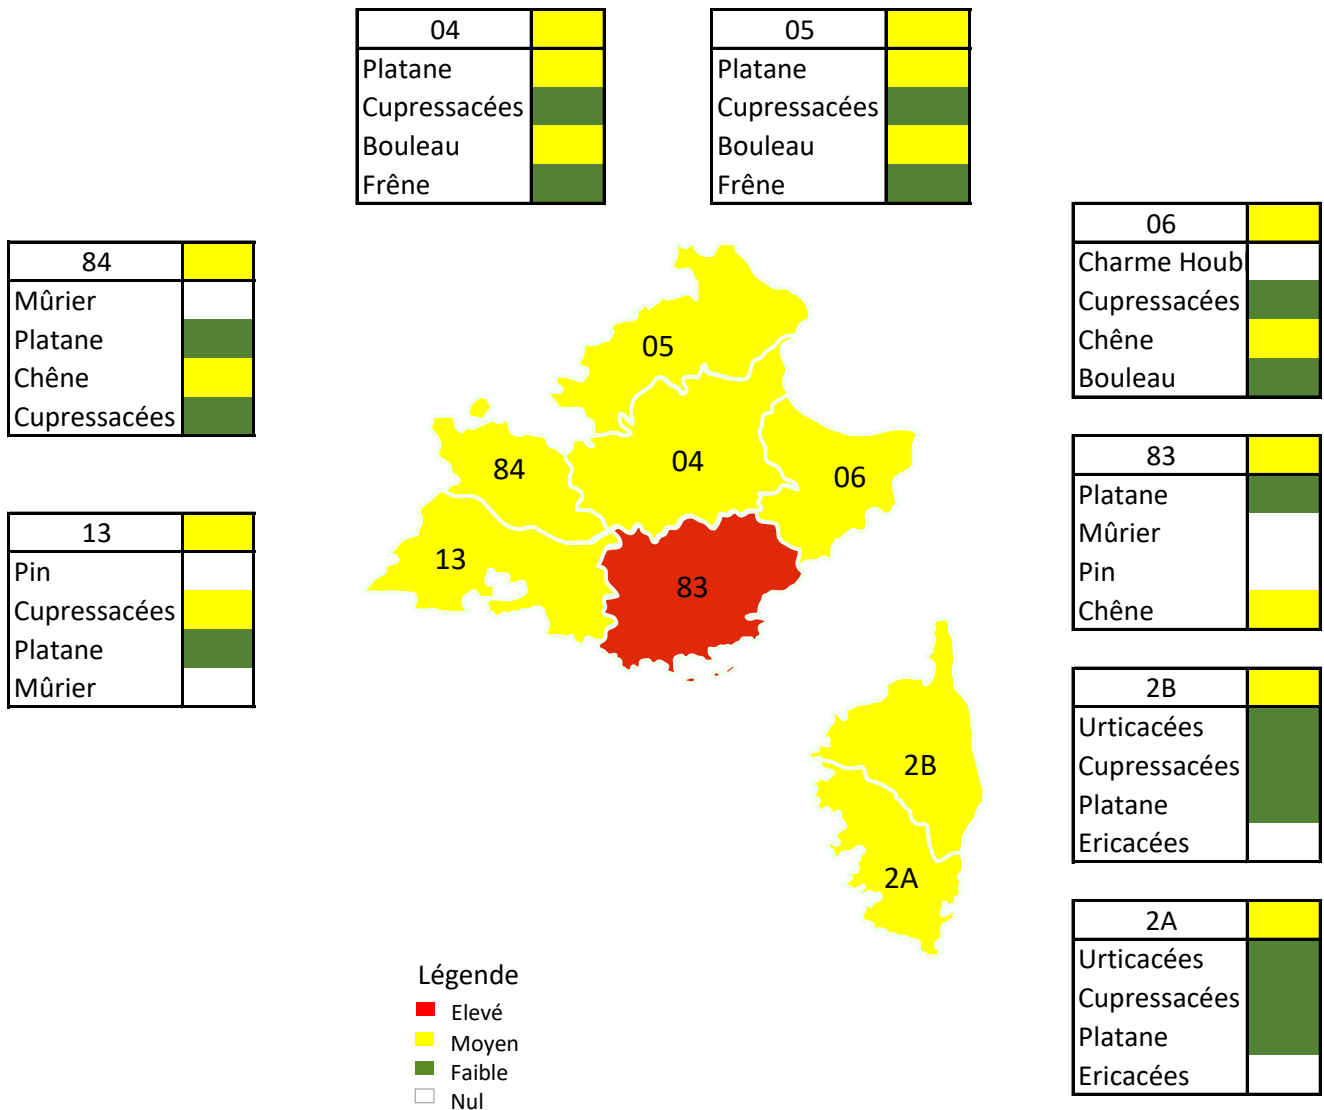 04
Platane
Cupressacées
Bouleau
Frêne
05
Platane
Cupressacées
Bouleau
Frêne
06
Charme Houb
Cupressacées
Chêne
Bouleau
84
Mûrier
Platane
Chêne
Cupressacées
83
Platane
Mûrier
Pin
Chêne
13
Pin
Cupressacées
Platane
Mûrier
2B
Urticacées
Cupressacées
Platane
Ericacées
2A
Urticacées
Cupressacées
Platane
Ericacées
05
04
84
06
13
83
2B
2A
Légende
Elevé
Moyen
Faible
Nul